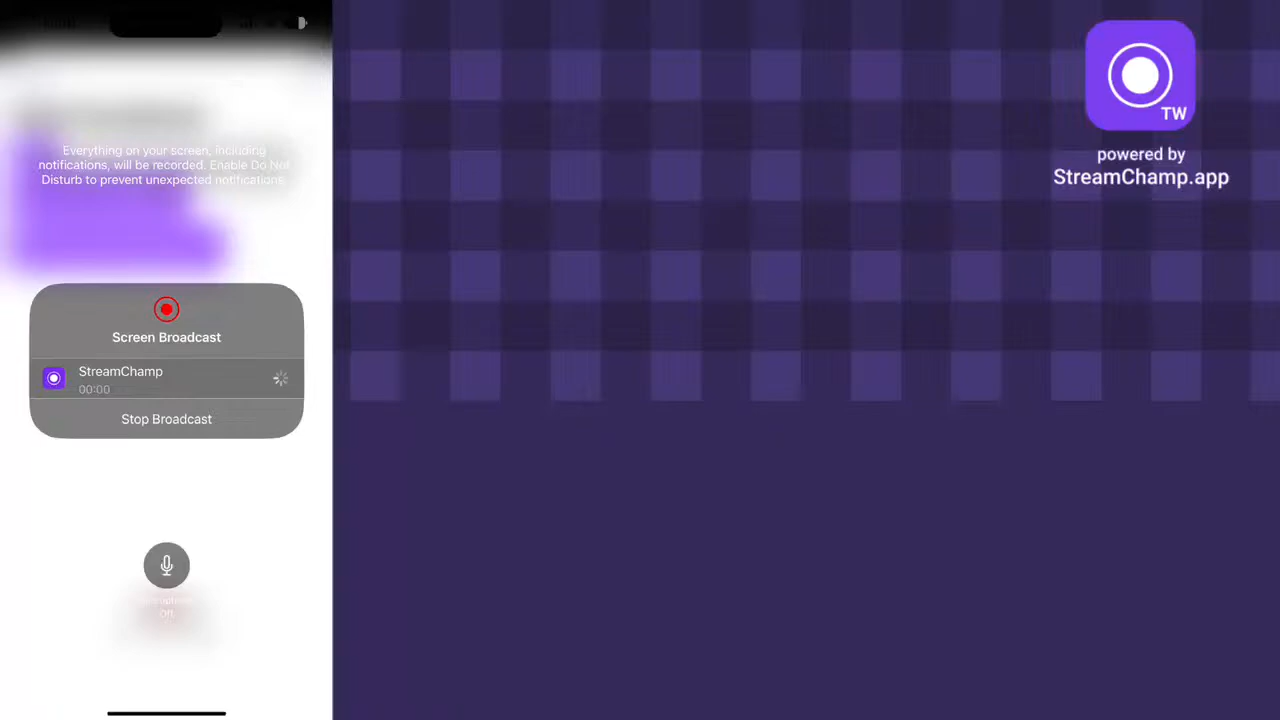 Everything on your screen, including
notifications, will be recorded. Enable Do Not
Disturb to prevent unexpected notifications.
Screen Broadcast
StreamChamp
00:00
Stop Broadcast
Off
TW
powered by
StreamChamp.app